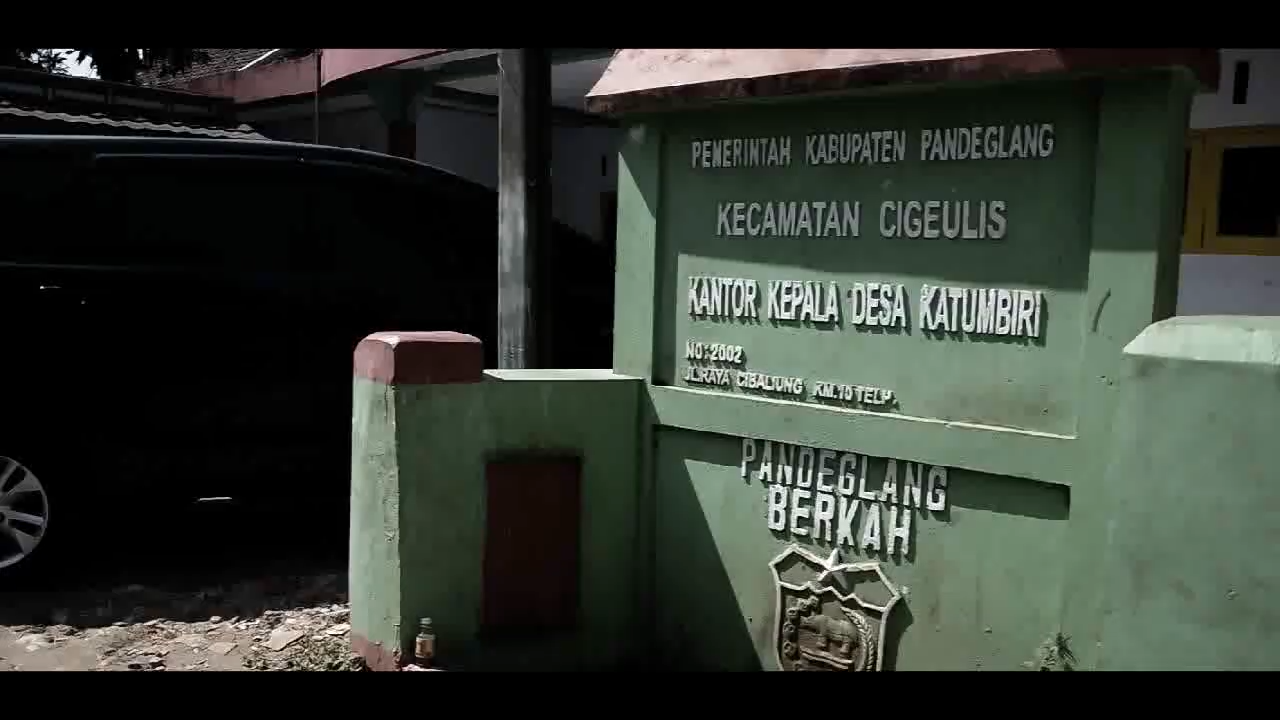 PEMERINTAH KABUPATEN PANDEGLANG
KECAMATAN CIGEULIS
KANTOR KEPALA DESA KATUMBIRI
NO : 2002
JL.RAYA CIBALIUNG KM.10 TELP.
PANDEGLANG
BERKAH